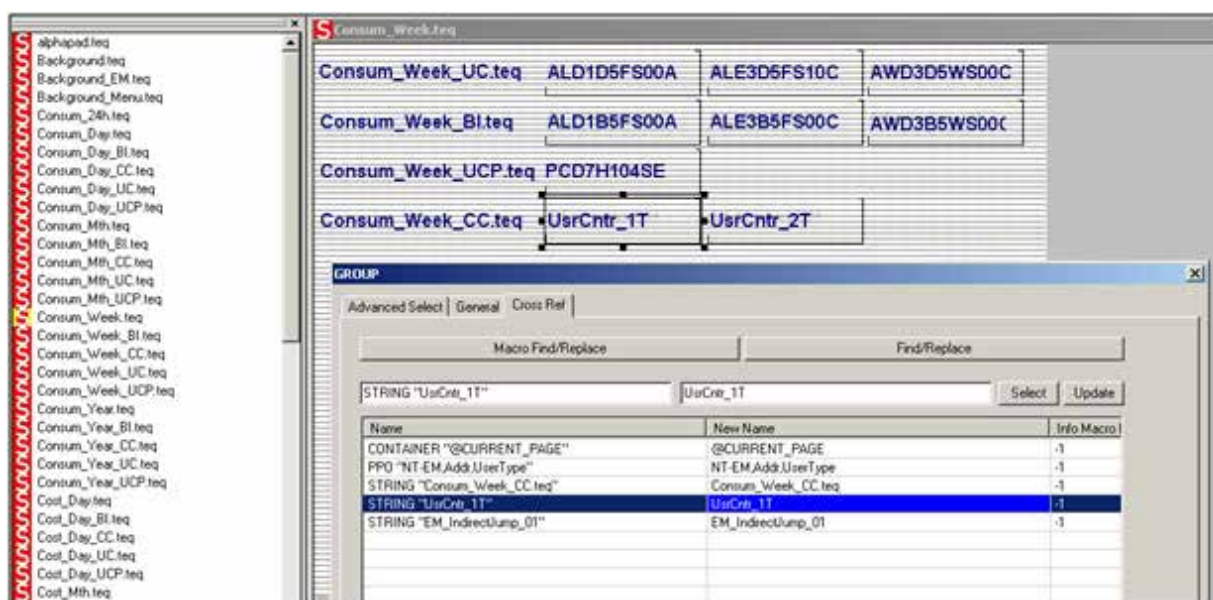 alphapad.teq
Background.teq
Background_EM.teq
Background_Menu.teq
Consum_24h.teq
Consum_Day.teq
Consum_Day_BI.teq
Consum_Day_CC.teq
Consum_Day_UC.teq
Consum_Day_UCP.teq
Consum_Mth.teq
Consum_Mth_BI.teq
Consum_Mth_CC.teq
Consum_Mth_UC.teq
Consum_Mth_UCP.teq
Consum_Week.teq
Consum_Week_BI.teq
Consum_Week_CC.teq
Consum_Week_UC.teq
Consum_Week_UCP.teq
Consum_Year.teq
Consum_Year_BI.teq
Consum_Year_CC.teq
Consum_Year_UC.teq
Consum_Year_UCP.teq
Cost_Day.teq
Cost_Day_BI.teq
Cost_Day_CC.teq
Cost_Day_UC.teq
Cost_Day_UCP.teq
Cost_Mth.teq
Consum_Week.teq
Consum_Week_UC.teq ALD1D5FS00A ALE3D5FS10C AWD3D5WS00C
Consum_Week_BI.teq ALD1B5FS00A ALE3B5FS00C AWD3B5WS00(
Consum_Week_UCP.teq PCD7H104SE
Consum_Week_CC.teq UsrCntr_1T UsrCntr_2T
GROUP
Advanced Select General Cross Ref
Macro Find/Replace Find/Replace
STRING "UsrCntr_1T" UsrCntr_1T Select Update
Name New Name Info Macro
CONTAINER "@CURRENT_PAGE" @CURRENT_PAGE -1
PPO "NT-EM.Addr.UserType" NT-EM.Addr.UserType -1
STRING "Consum_Week_CC.teq" Consum_Week_CC.teq -1
STRING "UsrCntr_1T" UsrCntr_1T -1
STRING "EM_IndirectJump_01" EM_IndirectJump_01 -1